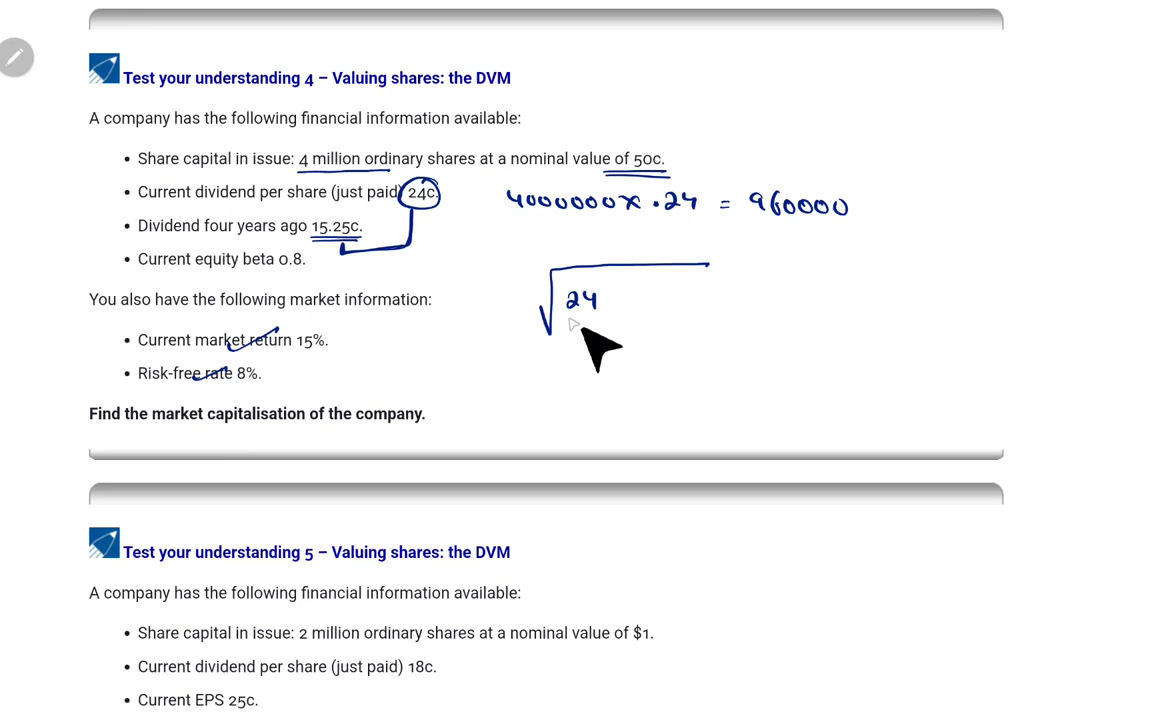 Test your understanding 4 – Valuing shares: the DVM
A company has the following financial information available:
• Share capital in issue: 4 million ordinary shares at a nominal value of 50c.
• Current dividend per share (just paid) 24c.
4000000 x .24 = 960000
• Dividend four years ago 15.25c.
• Current equity beta 0.8.
√24
You also have the following market information:
• Current market return 15%.
• Risk-free rate 8%.
Find the market capitalisation of the company.
Test your understanding 5 – Valuing shares: the DVM
A company has the following financial information available:
• Share capital in issue: 2 million ordinary shares at a nominal value of $1.
• Current dividend per share (just paid) 18c.
• Current EPS 25c.